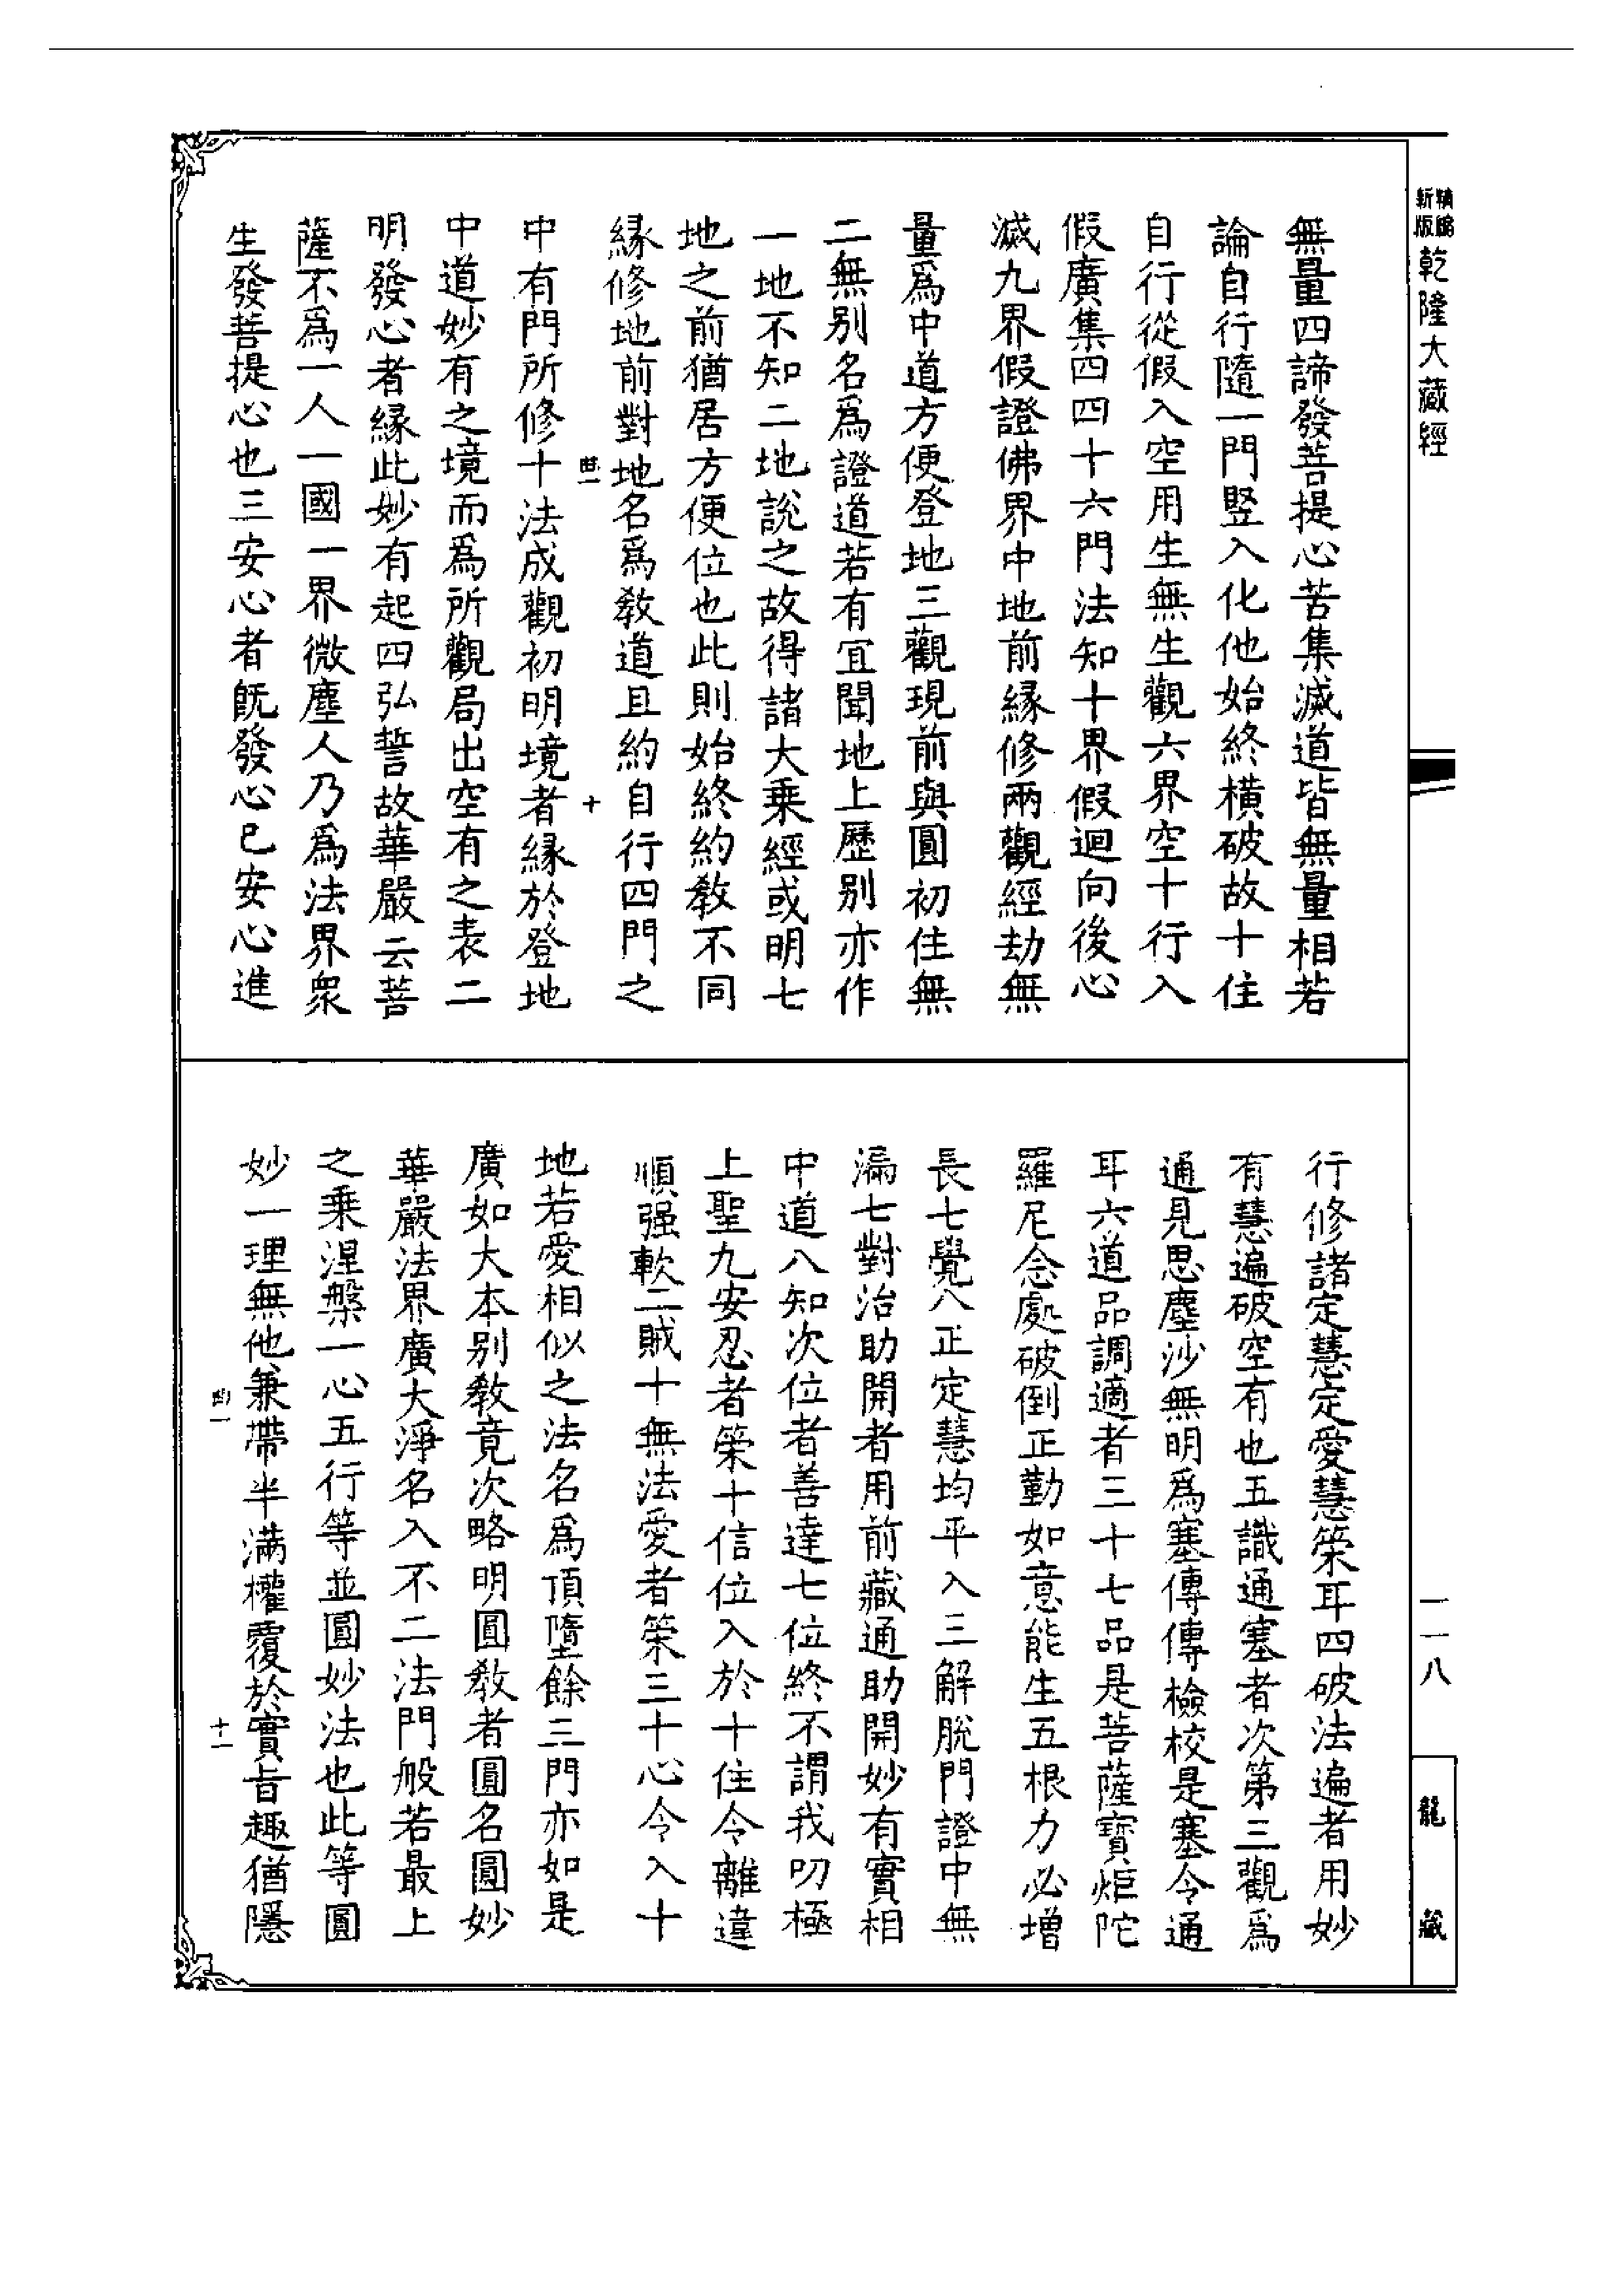 精編
新版
乾隆大藏經
無量四諦發菩提心苦集滅道皆無量相若
論自行隨一門竪入化他始終橫破故十住
自行從假入空用生無生觀六界空十行入
假廣集四四十六門法知十界假迴向後心
滅九界假證佛界中地前緣修兩觀經劫無
量爲中道方便登地三觀現前與圓初住無
二無别名爲證道若有宜聞地上歷别亦作
一地不知二地說之故得諸大乘經或明七
地之前猶居方便位也此則始終約敎不同
緣修地前對地名爲敎道且約自行四門之
曲一
十
中有門所修十法成觀初明境者緣於登地
中道妙有之境而爲所觀局出空有之表二
明發心者緣此妙有起四弘誓故華嚴云菩
薩不爲一人一國一界微塵人乃爲法界衆
生發菩提心也三安心者旣發心已安心進
行修諸定慧定愛慧策耳四破法遍者用妙
有慧遍破空有也五識通塞者次第三觀爲
通見思塵沙無明爲塞傳傳檢校是塞令通
耳六道品調適者三十七品是菩薩寶炬陀
羅尼念處破倒正勤如意能生五根力必增
長七覺八正定慧均平入三解脫門證中無
漏七對治助開者用前藏通助開妙有實相
中道八知次位者善達七位終不謂我叨極
上聖九安忍者策十信位入於十住令離違
順强軟二賊十無法愛者策三十心令入十
地若愛相似之法名爲頂墮餘三門亦如是
廣如大本别敎竟次略明圓敎者圓名圓妙
華嚴法界廣大淨名入不二法門般若最上
之乘涅槃一心五行等並圓妙法也此等圓
妙一理無他兼帶半滿權覆於實旨趣猶隱
曲一
十一
一一八
龍藏